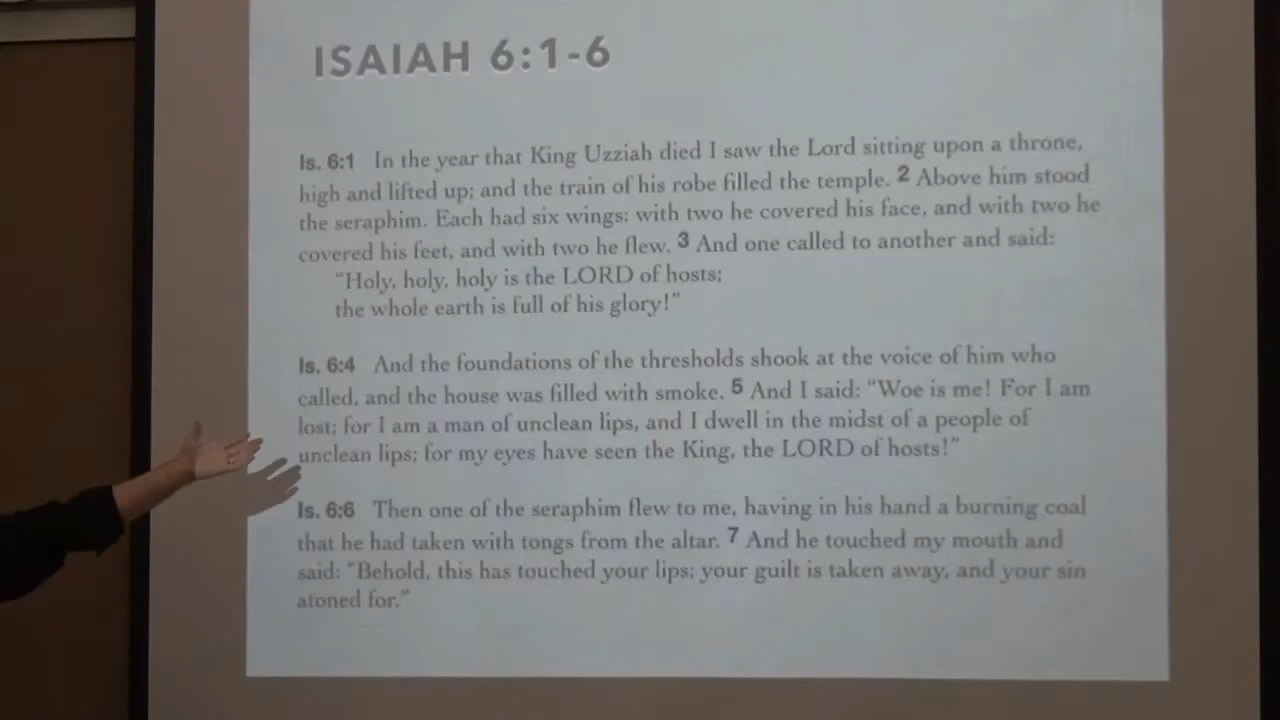 ISAIAH 6:1-6
Is. 6:1 In the year that King Uzziah died I saw the Lord sitting upon a throne,
high and lifted up; and the train of his robe filled the temple. 2 Above him stood
the seraphim. Each had six wings: with two he covered his face, and with two he
covered his feet, and with two he flew. 3 And one called to another and said:
“Holy, holy, holy is the LORD of hosts;
the whole earth is full of his glory!”
Is. 6:4 And the foundations of the thresholds shook at the voice of him who
called, and the house was filled with smoke. 5 And I said: “Woe is me! For I am
lost; for I am a man of unclean lips, and I dwell in the midst of a people of
unclean lips; for my eyes have seen the King, the LORD of hosts!”
Is. 6:6 Then one of the seraphim flew to me, having in his hand a burning coal
that he had taken with tongs from the altar. 7 And he touched my mouth and
said: “Behold, this has touched your lips; your guilt is taken away, and your sin
atoned for.”